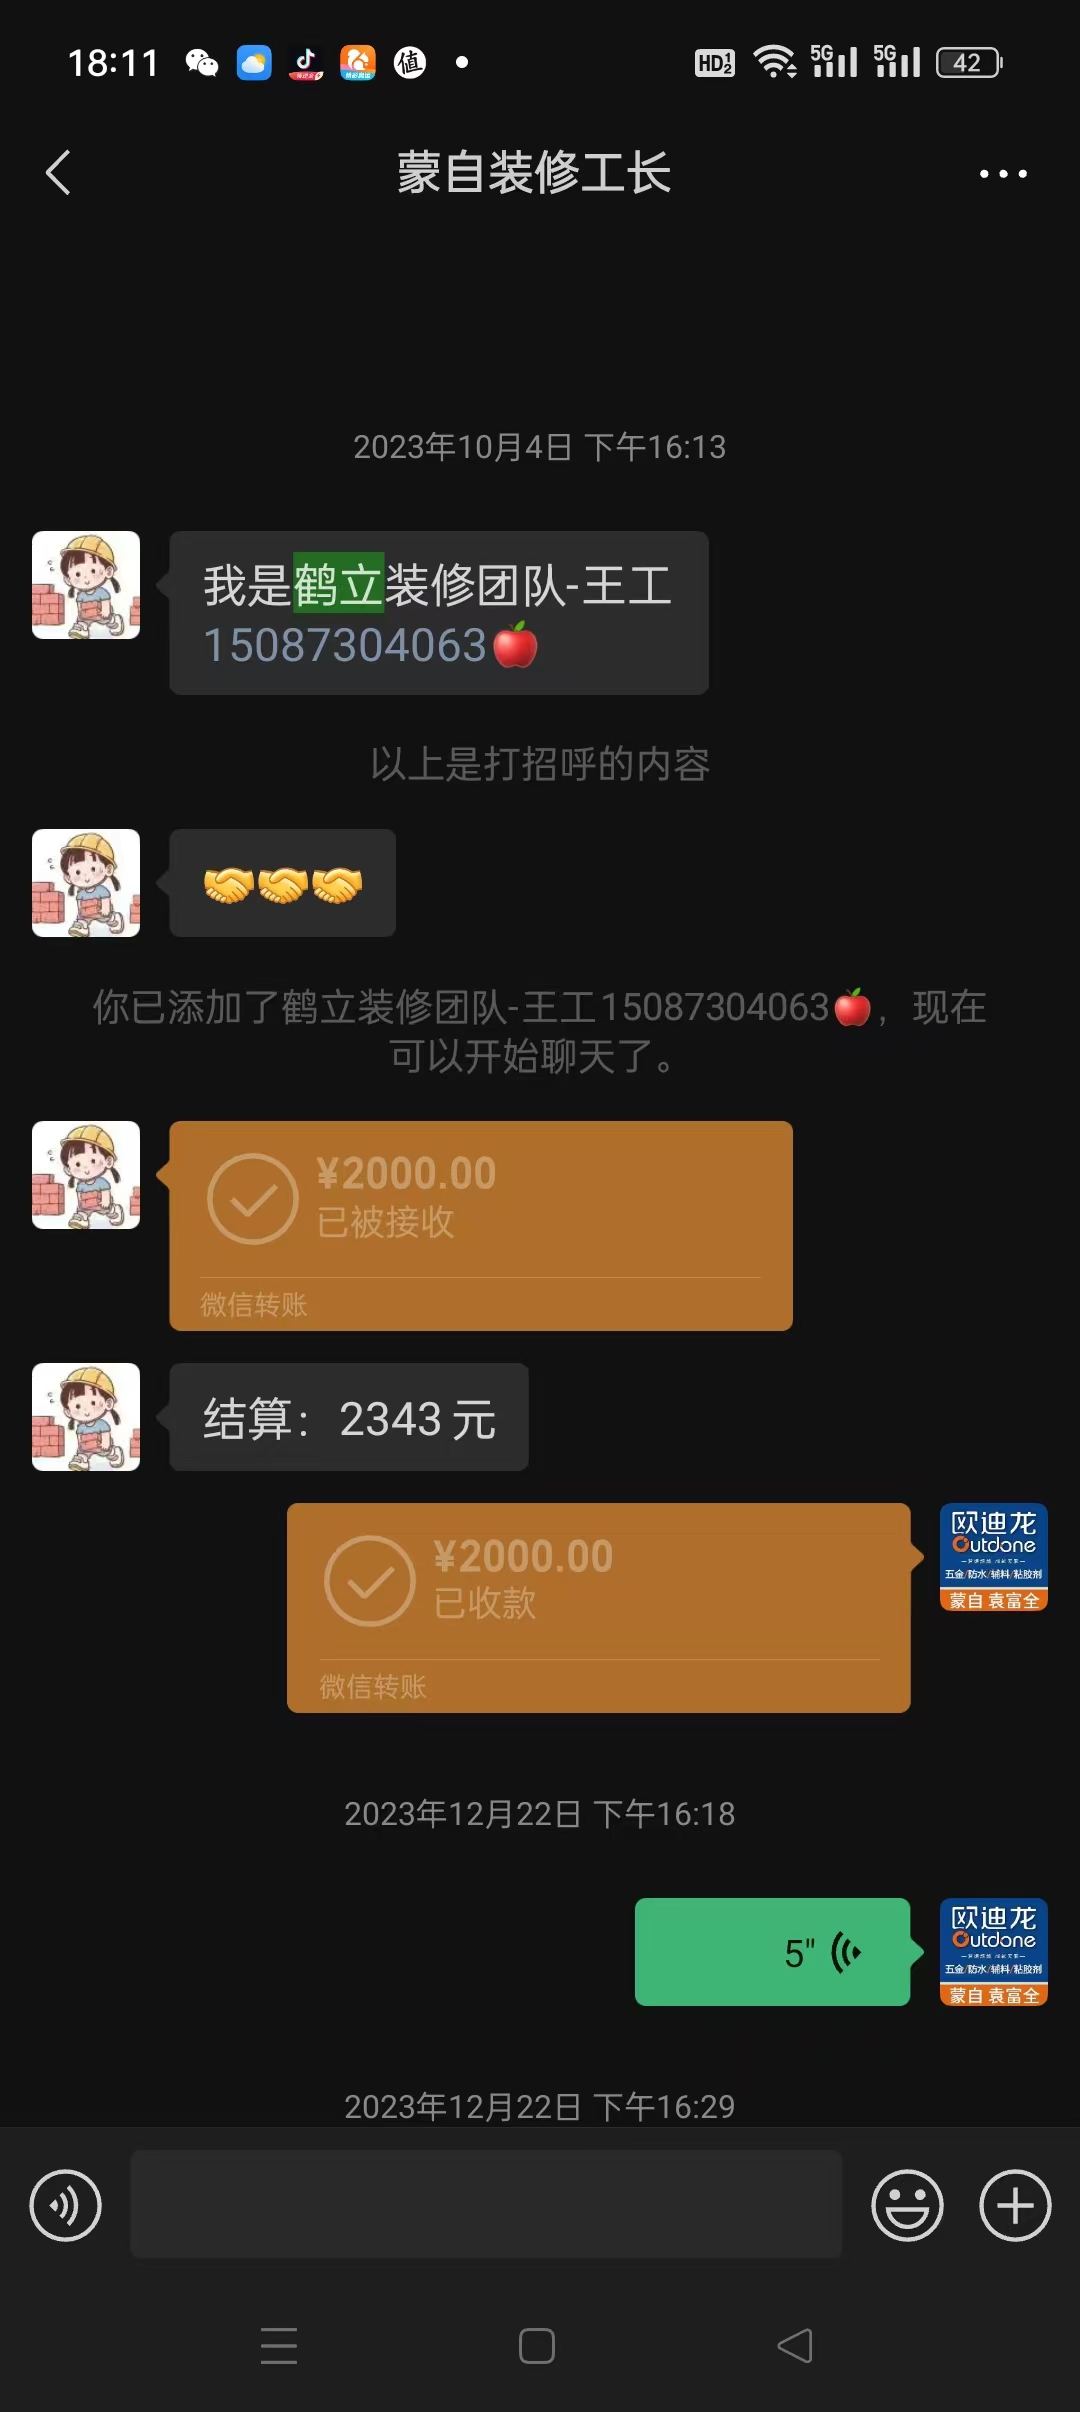 18:11
值
HD 1 2
5G
5G
42
蒙自装修工长
2023年10月4日 下午16:13
我是鹤立装修团队-王工
15087304063🍎
以上是打招呼的内容
🤝🤝🤝
你已添加了鹤立装修团队-王工15087304063🍎，现在
可以开始聊天了。
¥2000.00
已被接收
微信转账
结算：2343元
¥2000.00
已收款
微信转账
欧迪龙
Outdone
五金/防水/辅料/粘胶剂
蒙自 袁富全
2023年12月22日 下午16:18
5"
欧迪龙
Outdone
五金/防水/辅料/粘胶剂
蒙自 袁富全
2023年12月22日 下午16:29